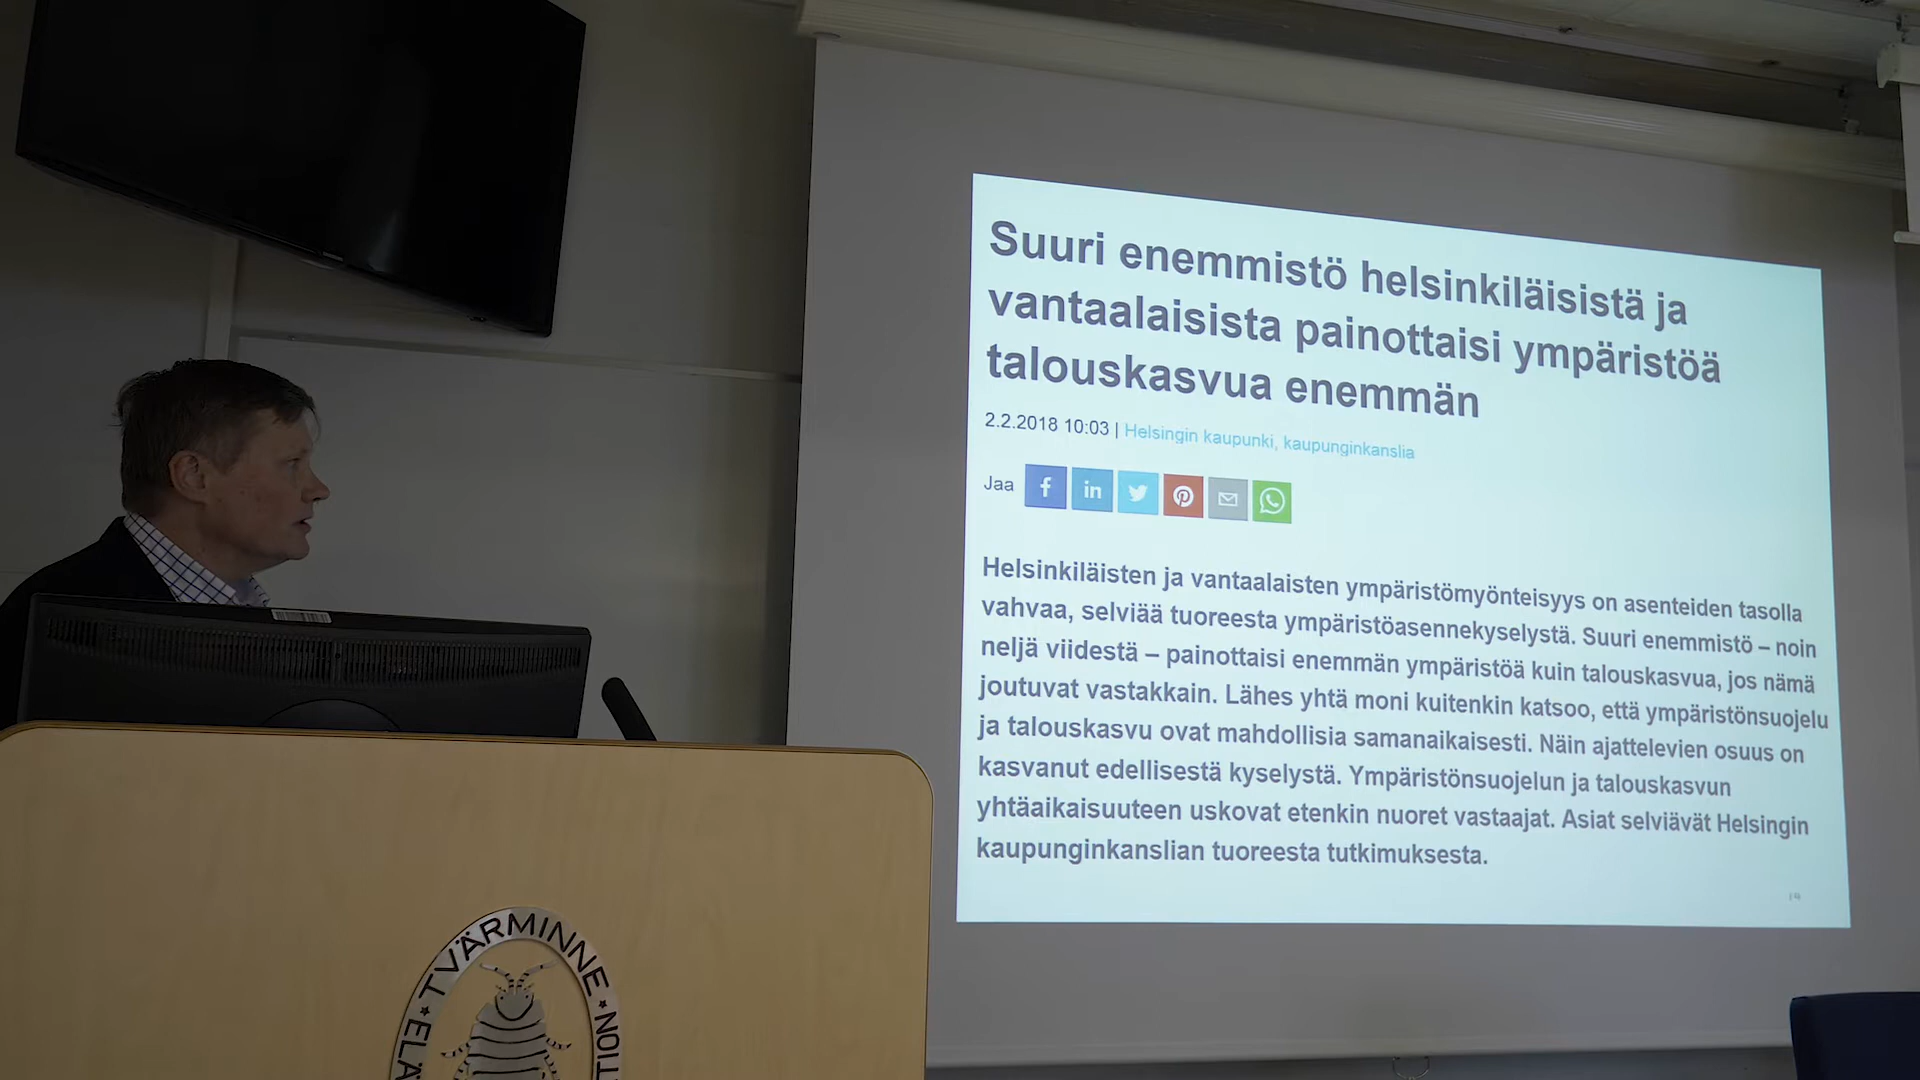 Suuri enemmistö helsinkiläisistä ja
vantaalaisista painottaisi ympäristöä
talouskasvua enemmän
2.2.2018 10:03 | Helsingin kaupunki, kaupunginkanslia
Jaa
Helsinkiläisten ja vantaalaisten ympäristömyönteisyys on asenteiden tasolla
vahvaa, selviää tuoreesta ympäristöasennekyselystä. Suuri enemmistö – noin
neljä viidestä – painottaisi enemmän ympäristöä kuin talouskasvua, jos nämä
joutuvat vastakkain. Lähes yhtä moni kuitenkin katsoo, että ympäristönsuojelu
ja talouskasvu ovat mahdollisia samanaikaisesti. Näin ajattelevien osuus on
kasvanut edellisestä kyselystä. Ympäristönsuojelun ja talouskasvun
yhtäaikaisuuteen uskovat etenkin nuoret vastaajat. Asiat selviävät Helsingin
kaupunginkanslian tuoreesta tutkimuksesta.
TVÄRMINNE